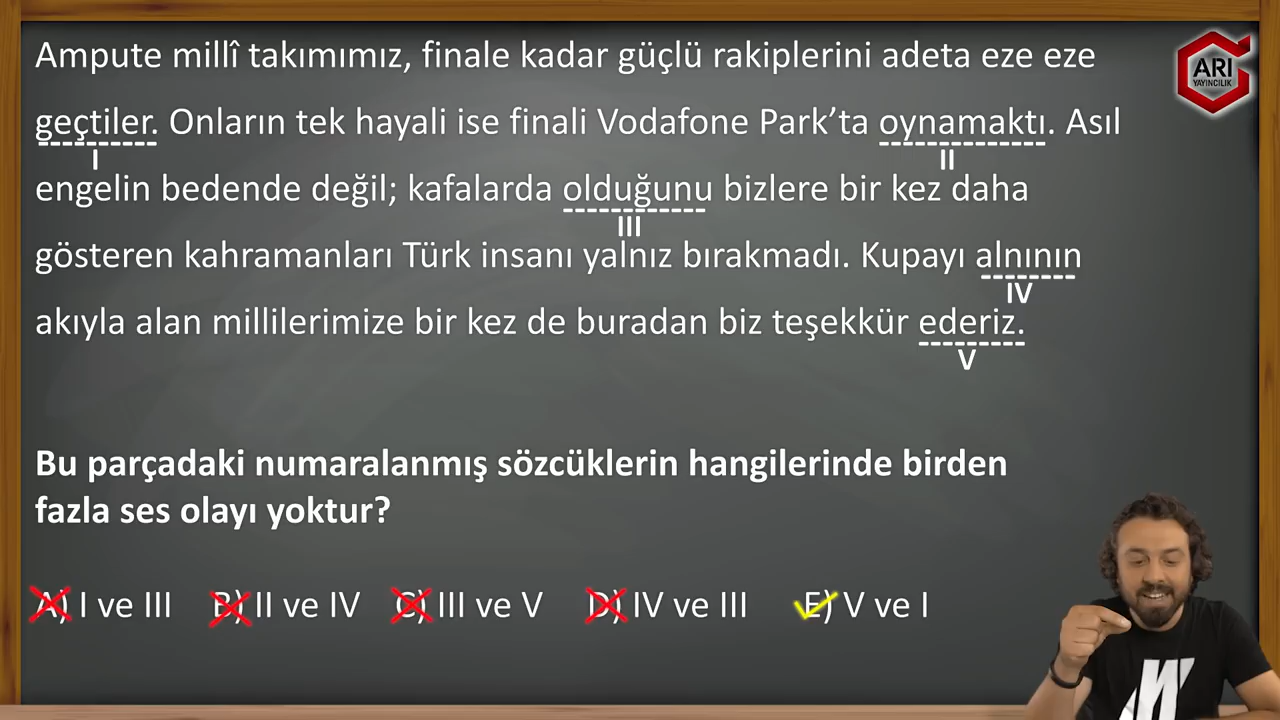 Ampute millî takımımız, finale kadar güçlü rakiplerini adeta eze eze
geçtiler. Onların tek hayali ise finali Vodafone Park’ta oynamaktı. Asıl
I II
engelin bedende değil; kafalarda olduğunu bizlere bir kez daha
III
gösteren kahramanları Türk insanı yalnız bırakmadı. Kupayı alnının
IV
akıyla alan millilerimize bir kez de buradan biz teşekkür ederiz.
V
Bu parçadaki numaralanmış sözcüklerin hangilerinde birden
fazla ses olayı yoktur?
A) I ve III B) II ve IV C) III ve V D) IV ve III E) V ve I
ARI
YAYINCILIK